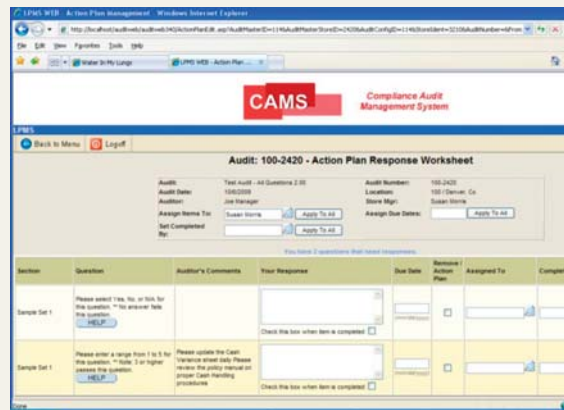 LPMS WEB - Action Plan Management - Windows Internet Explorer
File Edit View Favorites Tools Help
Water In My Lungs
LPMS WEB - Action Plan ...
CAMS
Compliance Audit
Management System
LPMS
Back to Menu
Logoff
Audit: 100-2420 - Action Plan Response Worksheet
Audit: Test Audit - All Questions 2.00 Audit Number: 100-2420
Audit Date: 10/6/2009 Location: 100 / Denver, Co
Auditor: Joe Manager Store Mgr: Susan Morris
Assign Items To: Susan Morris Apply To All Assign Due Dates: Apply To All
Set Completed By: Apply To All
You have 2 questions that need responses.
Section Question Auditor's Comments Your Response Due Date Remove / Action Plan Assigned To
Sample Set 1
Please select Yes, No, or N/A for
this question. ** No answer fails
this question.
HELP
Check this box when item is completed
Sample Set 1
Please enter a range from 1 to 5 for
this question. ** Note: 3 or higher
passes this question.
HELP
Please update the Cash
Variance sheet daily Please
review the policy manual on
proper Cash Handling
procedures
Check this box when item is completed
Done